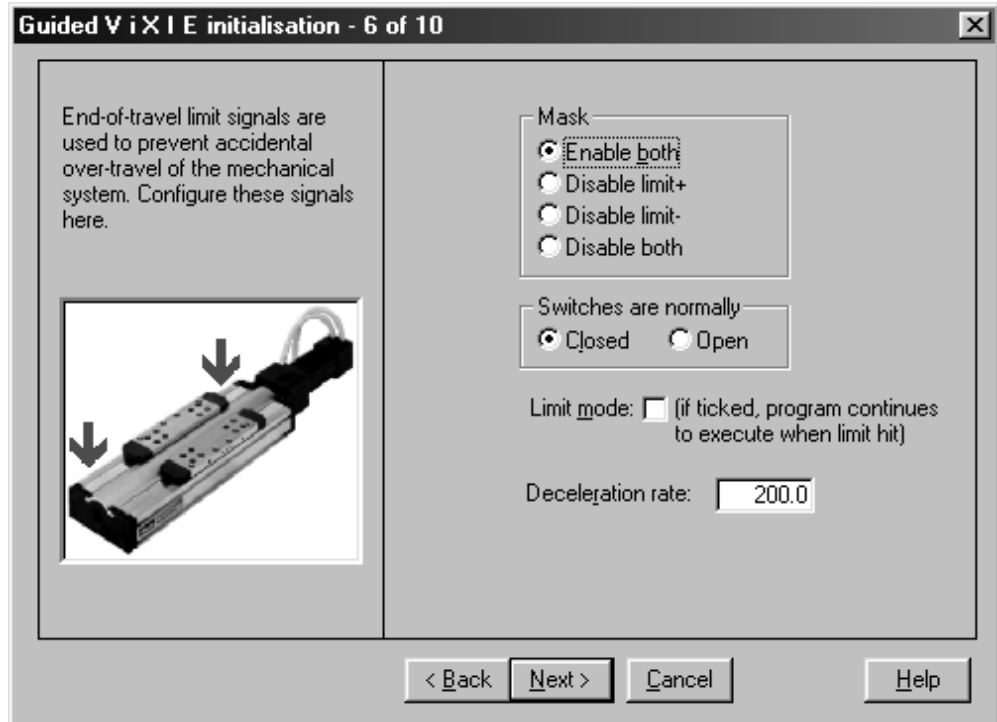 Guided V i X I E initialisation - 6 of 10
End-of-travel limit signals are
used to prevent accidental
over-travel of the mechanical
system. Configure these signals
here.
Mask
Enable both
Disable limit+
Disable limit-
Disable both
Switches are normally
Closed Open
Limit mode: (if ticked, program continues
to execute when limit hit)
Deceleration rate: 200.0
< Back Next > Cancel Help